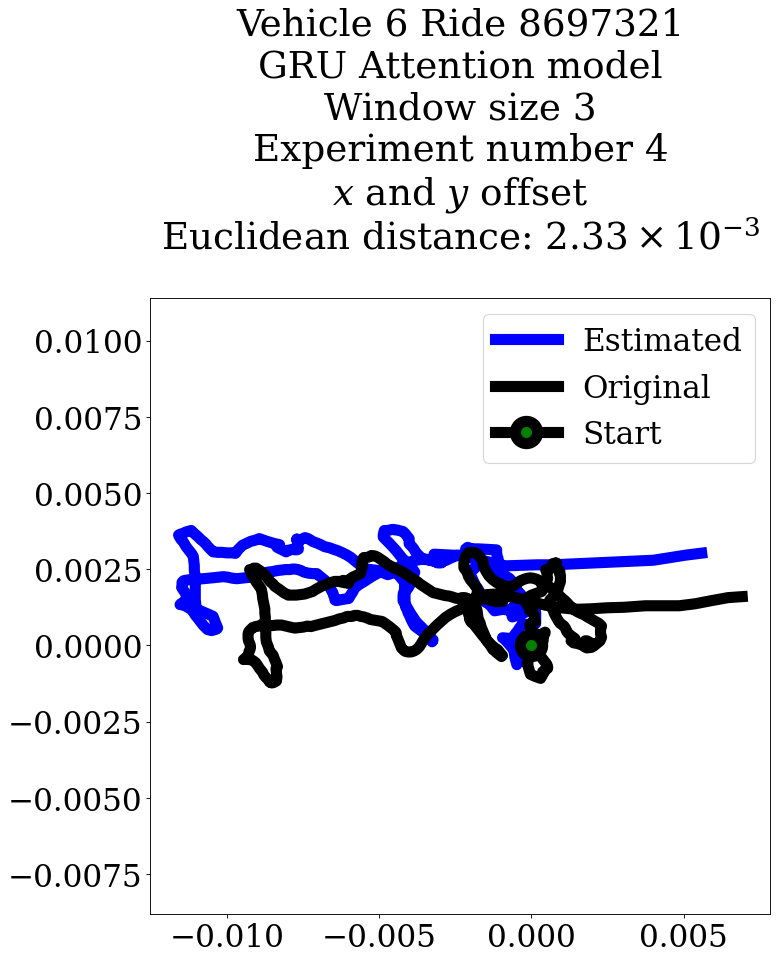 Vehicle 6 Ride 8697321
GRU Attention model
Window size 3
Experiment number 4
x and y offset
Euclidean distance: 2.33 × 10⁻³
Estimated
Original
Start
0.0100
0.0075
0.0050
0.0025
0.0000
−0.0025
−0.0050
−0.0075
−0.010 −0.005 0.000 0.005